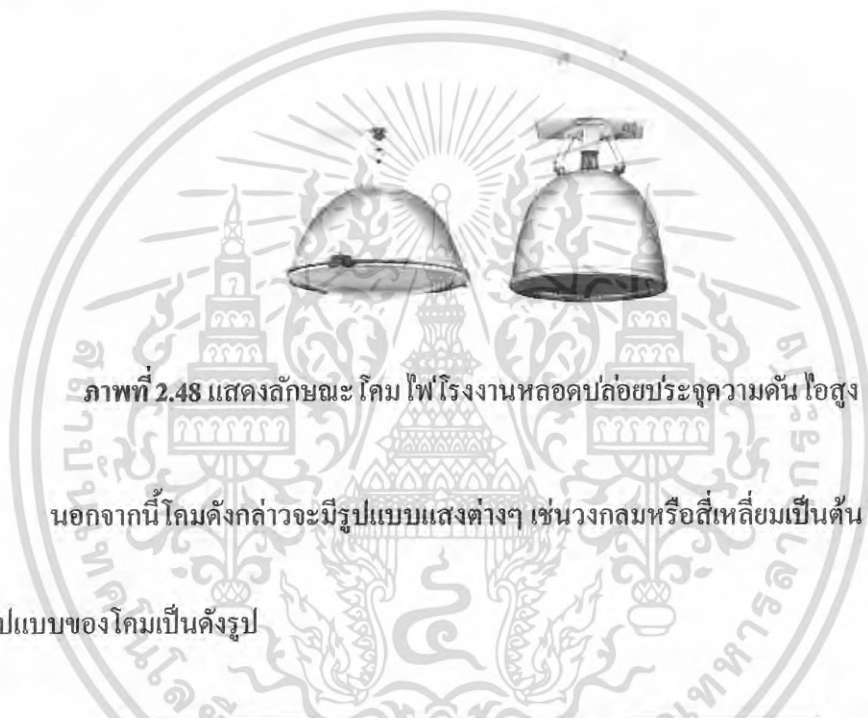 ภาพที่ 2.48 แสดงลักษณะโคมไฟโรงงานหลอดปล่อยประจุความดันไอสูง
นอกจากนี้โคมดังกล่าวจะมีรูปแบบแสงต่างๆ เช่นวงกลมหรือสี่เหลี่ยมเป็นต้น
ปแบบของโคมเป็นดังรูป